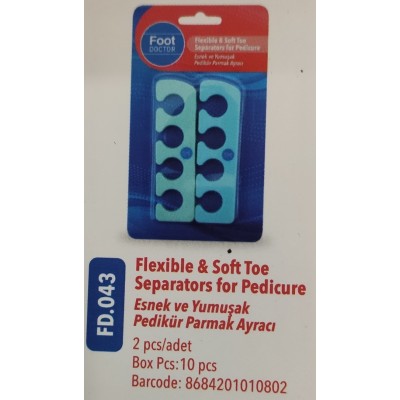 Foot
DOCTOR
Flexible & Soft Toe
Separators for Pedicure
Esnek ve Yumuşak
Pedikür Parmak Ayracı
FD.043
Flexible & Soft Toe
Separators for Pedicure
Esnek ve Yumuşak
Pedikür Parmak Ayracı
2 pcs/adet
Box Pcs:10 pcs
Barcode: 8684201010802